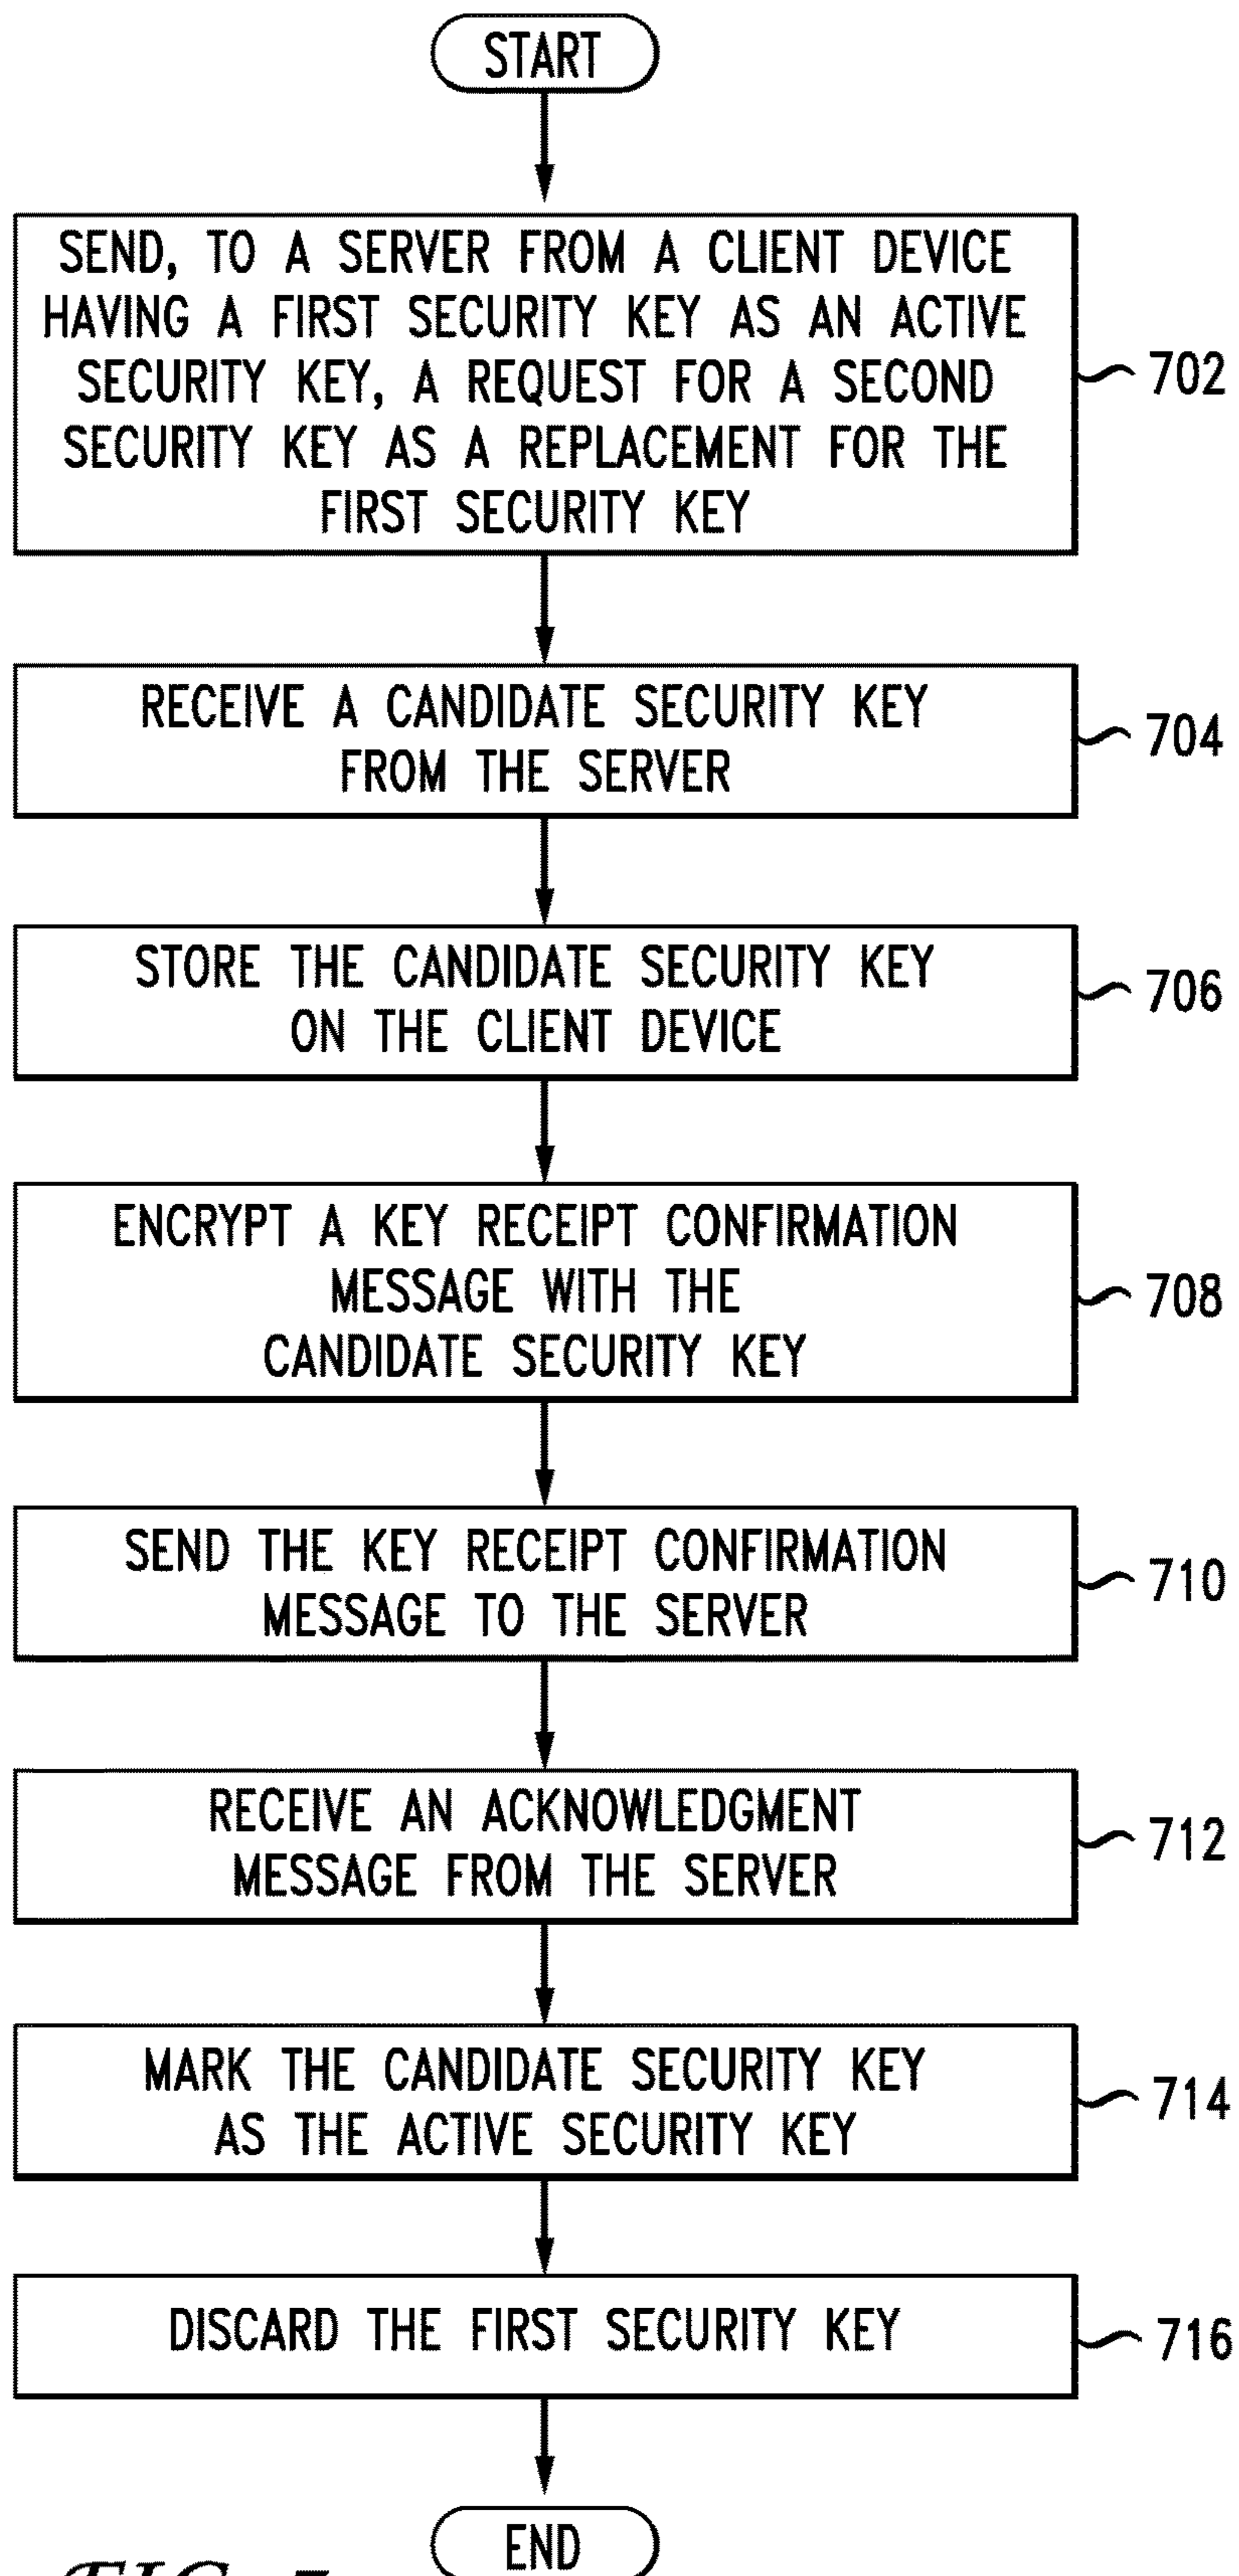 START
SEND, TO A SERVER FROM A CLIENT DEVICE
HAVING A FIRST SECURITY KEY AS AN ACTIVE
SECURITY KEY, A REQUEST FOR A SECOND
SECURITY KEY AS A REPLACEMENT FOR THE
FIRST SECURITY KEY
702
RECEIVE A CANDIDATE SECURITY KEY
FROM THE SERVER
704
STORE THE CANDIDATE SECURITY KEY
ON THE CLIENT DEVICE
706
ENCRYPT A KEY RECEIPT CONFIRMATION
MESSAGE WITH THE
CANDIDATE SECURITY KEY
708
SEND THE KEY RECEIPT CONFIRMATION
MESSAGE TO THE SERVER
710
RECEIVE AN ACKNOWLEDGMENT
MESSAGE FROM THE SERVER
712
MARK THE CANDIDATE SECURITY KEY
AS THE ACTIVE SECURITY KEY
714
DISCARD THE FIRST SECURITY KEY
716
END